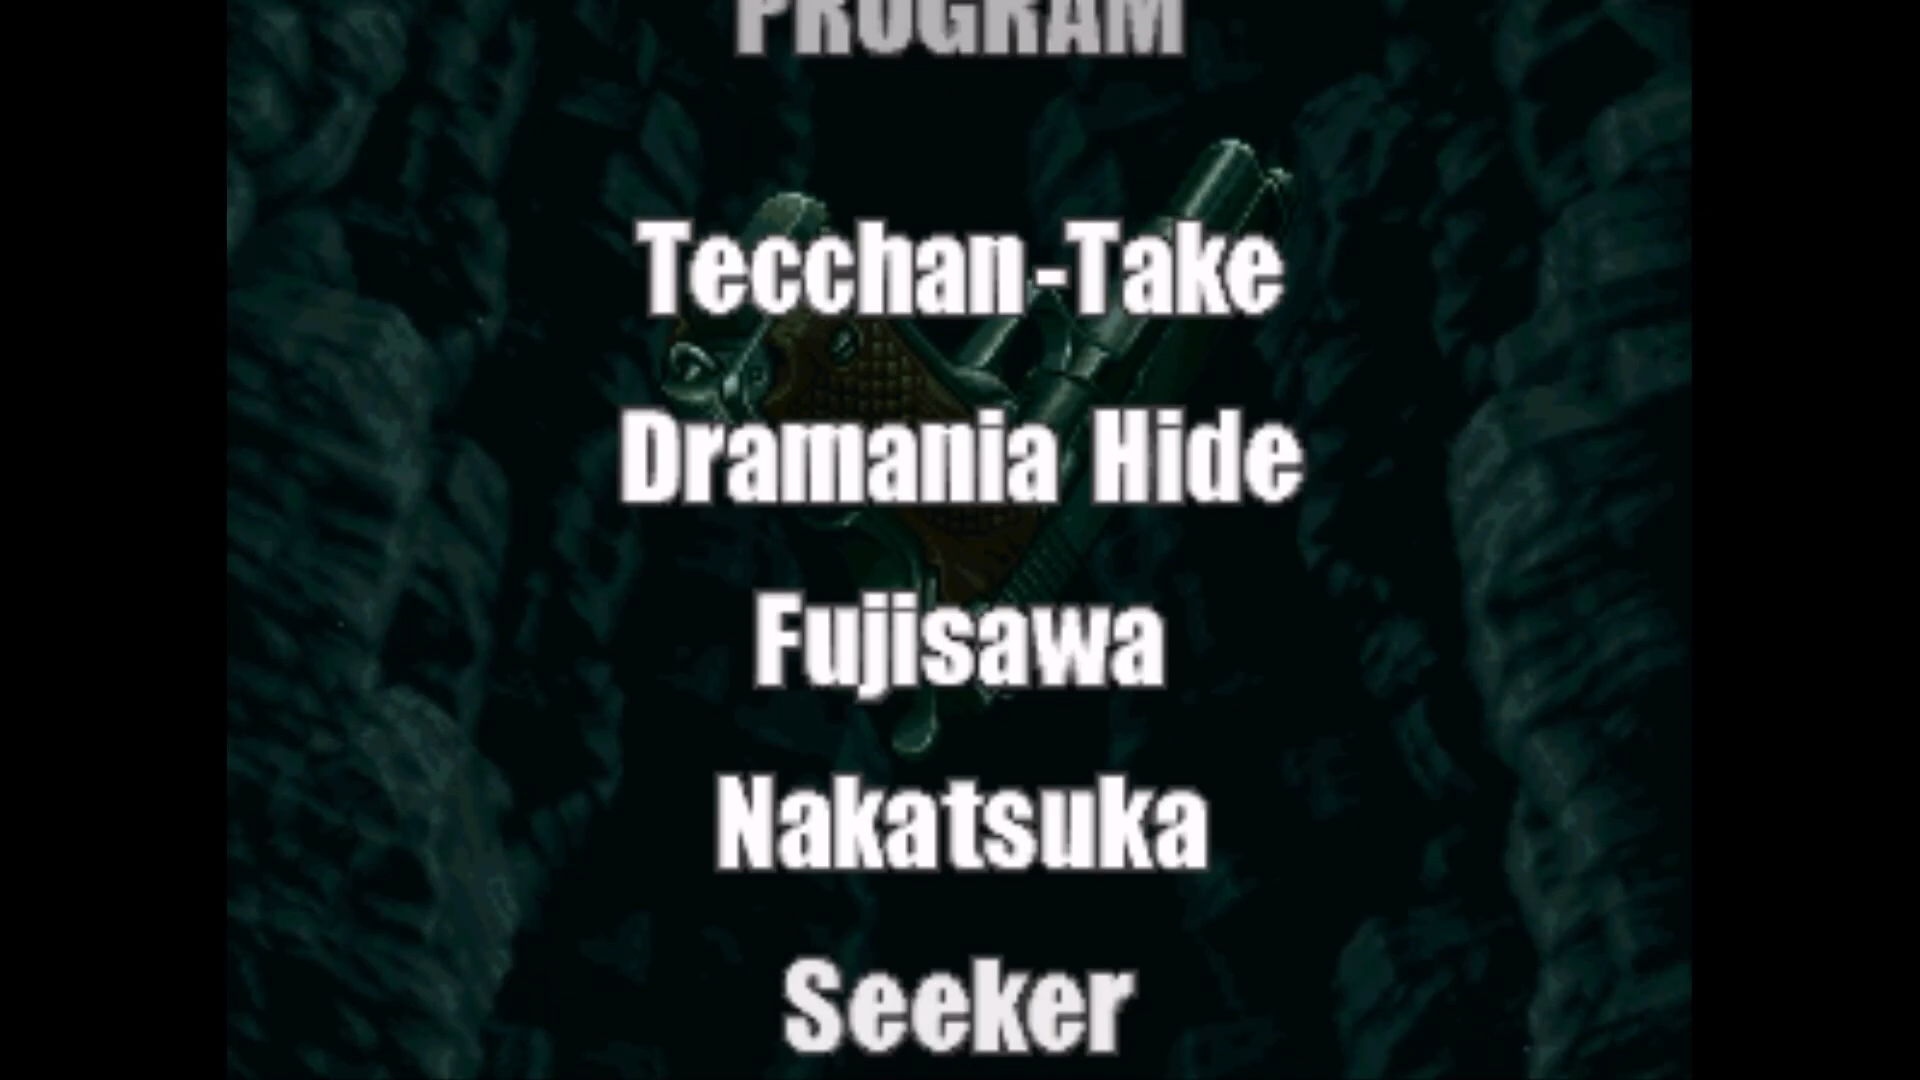 PROGRAM
Tecchan-Take
Dramania Hide
Fujisawa
Nakatsuka
Seeker